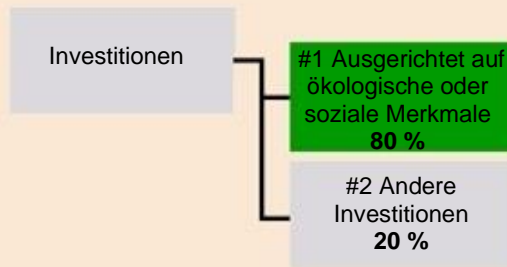 Investitionen
#1 Ausgerichtet auf
ökologische oder
soziale Merkmale
80 %
#2 Andere
Investitionen
20 %